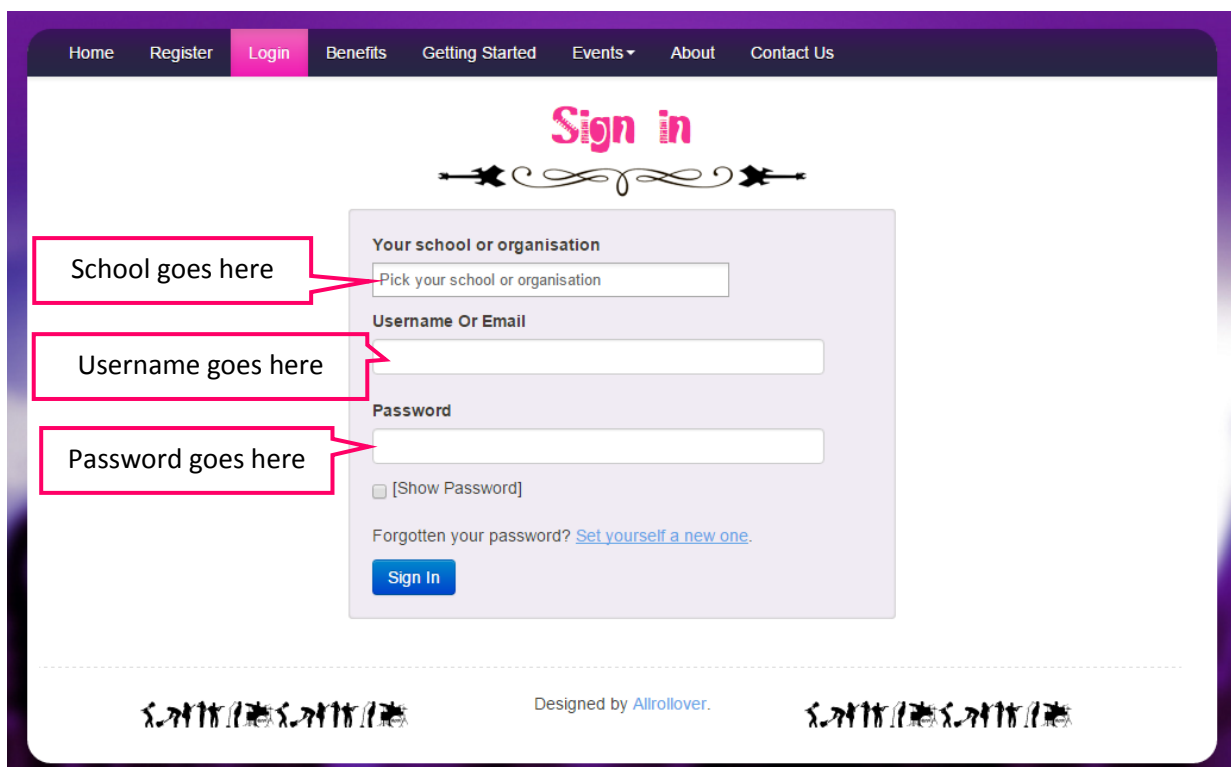 Home Register Login Benefits Getting Started Events About Contact Us
Sign in
Your school or organisation
School goes here
Pick your school or organisation
Username Or Email
Username goes here
Password
Password goes here
[Show Password]
Forgotten your password? Set yourself a new one.
Sign In
Designed by Allrollover.